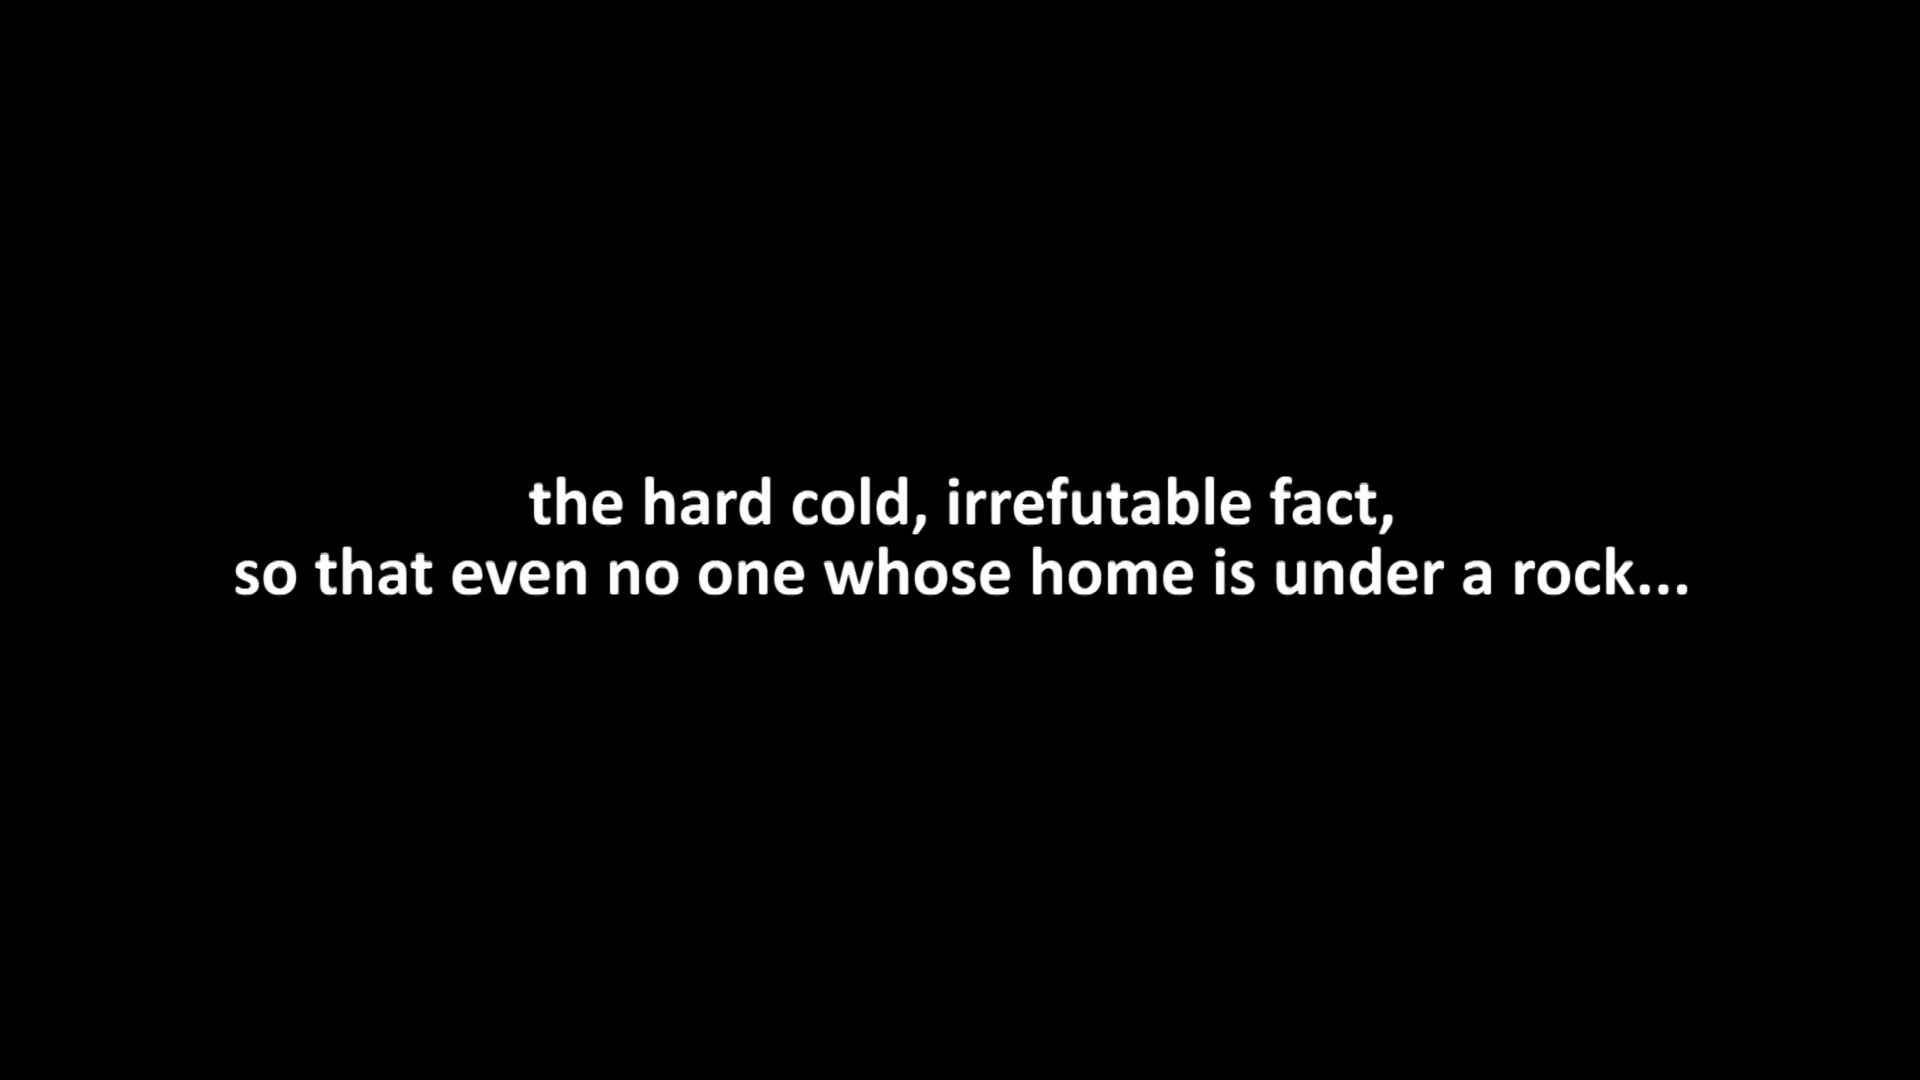 the hard cold, irrefutable fact,
so that even no one whose home is under a rock...